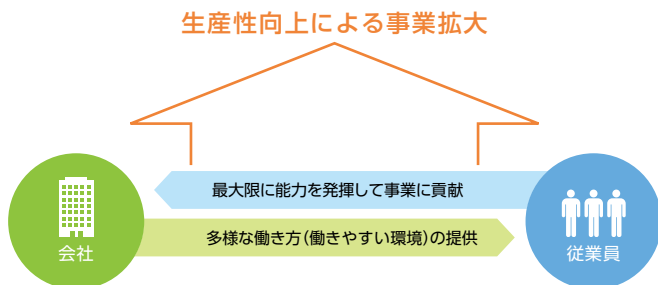 生産性向上による事業拡大
最大限に能力を発揮して事業に貢献
多様な働き方(働きやすい環境)の提供
会社
従業員